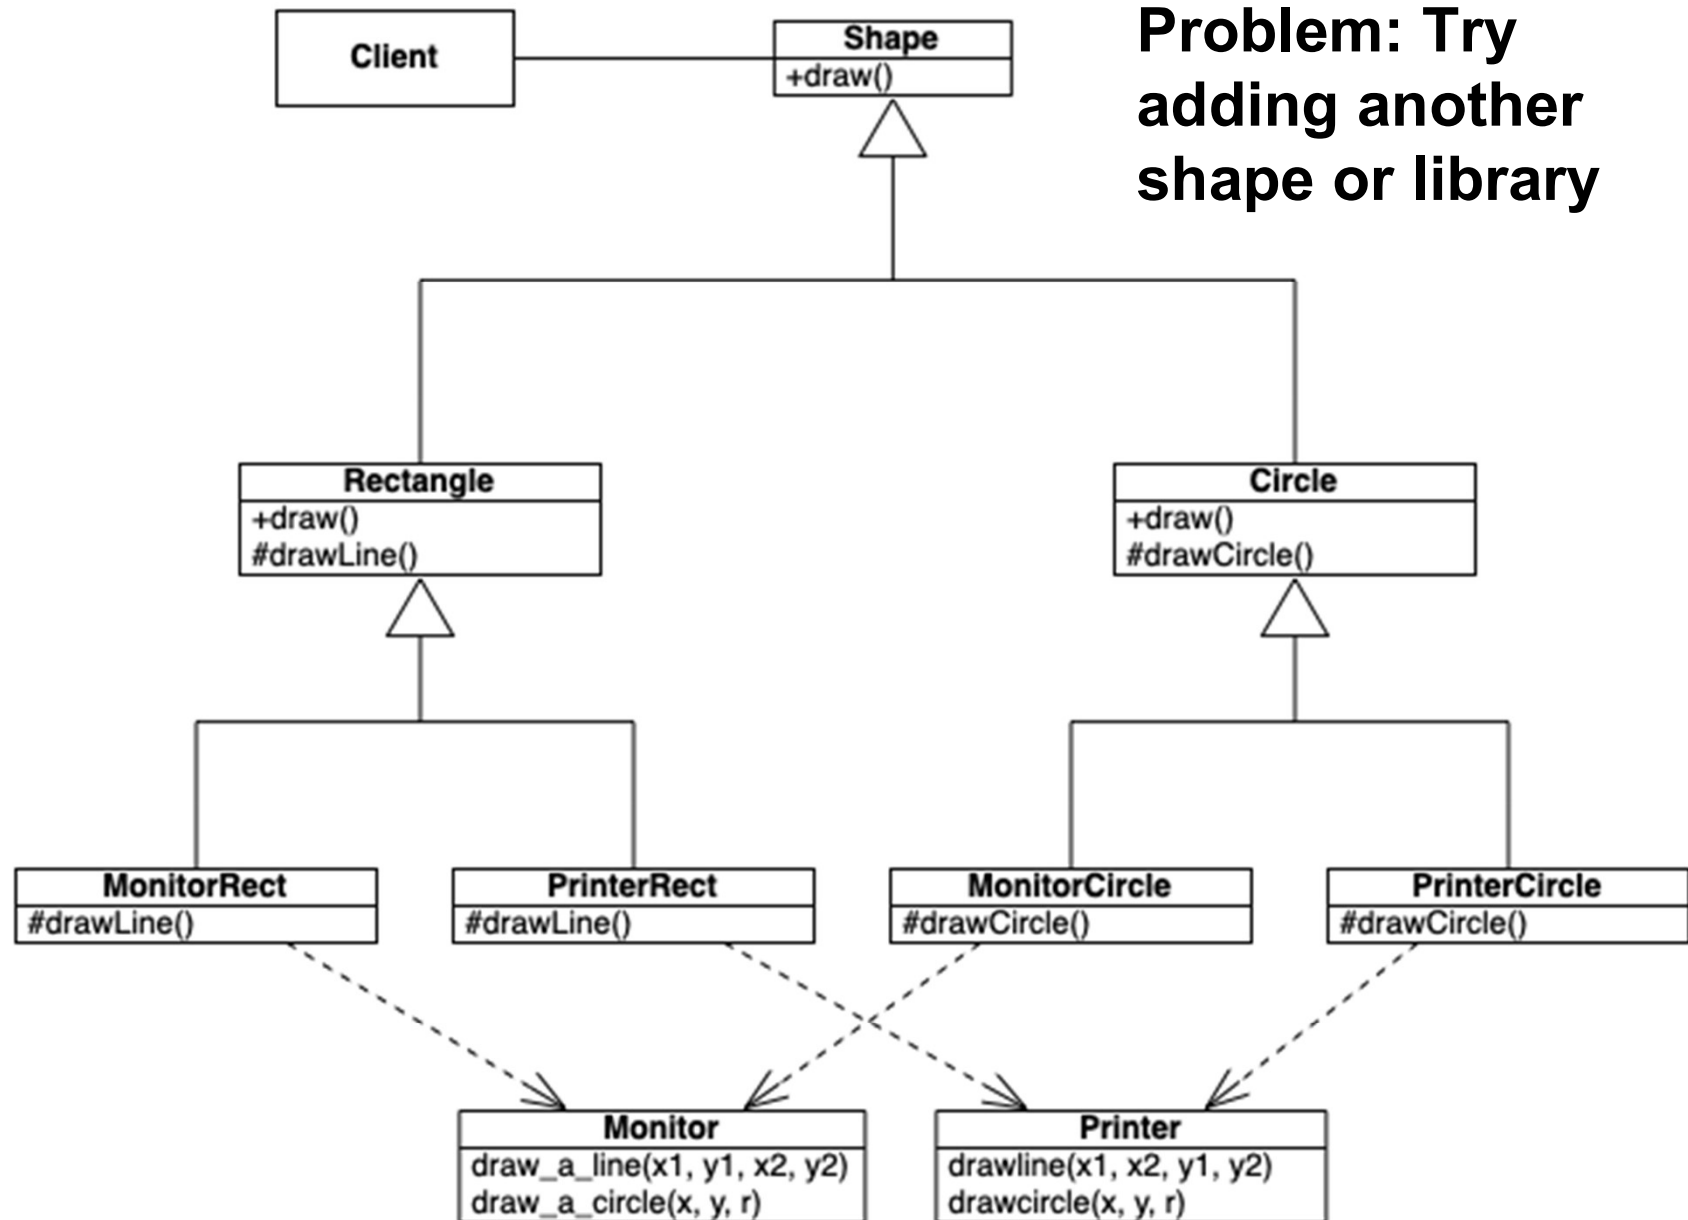 Problem: Try
adding another
shape or library
Client
Shape
+draw()
Rectangle
+draw()
#drawLine()
Circle
+draw()
#drawCircle()
MonitorRect
#drawLine()
PrinterRect
#drawLine()
MonitorCircle
#drawCircle()
PrinterCircle
#drawCircle()
Monitor
draw_a_line(x1, y1, x2, y2)
draw_a_circle(x, y, r)
Printer
drawline(x1, x2, y1, y2)
drawcircle(x, y, r)